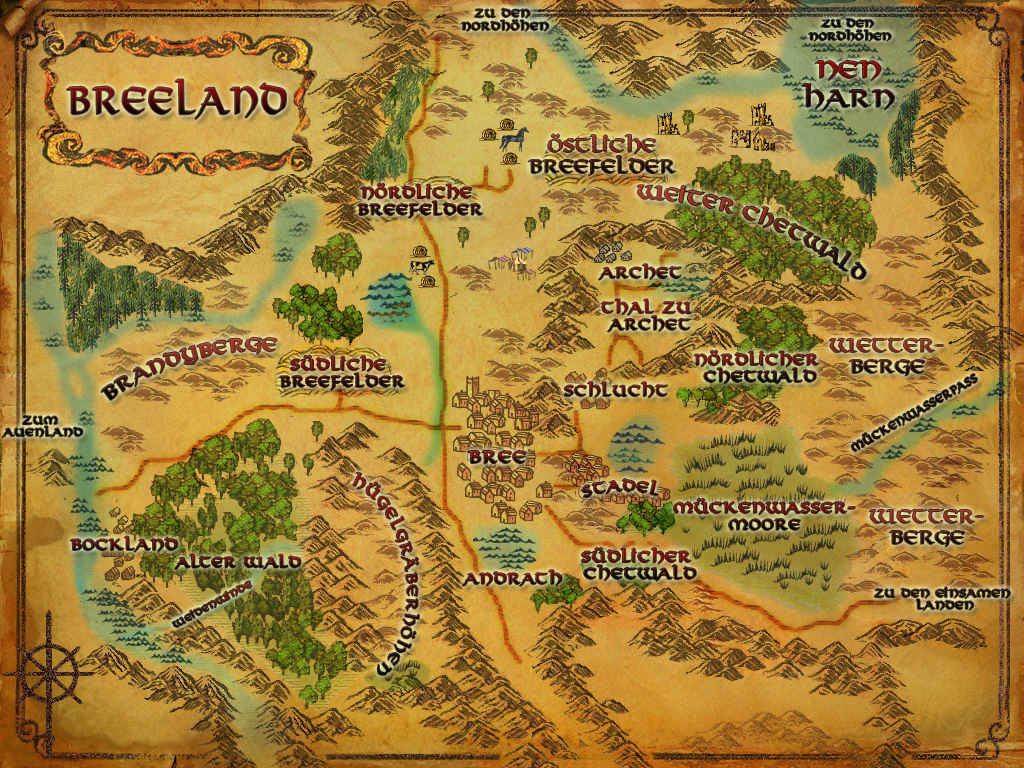 ZU DEN
NORDHÖHEN
ZU DEN
NORDHÖHEN
BREELAND
NEN
HARN
ÖSTLICHE
BREEFELDER
NÖRDLICHE
BREEFELDER
WEITER CHETWALD
ARCHET
THAL ZU
ARCHET
BRANDYBERGE
SÜDLICHE
BREEFELDER
NÖRDLICHER
CHETWALD
WETTER-
BERGE
SCHLUCHT
MÜCKENWASSERPASS
ZUM
AUENLAND
BREE
STADEL
HÜGELGRÄBERHÖHEN
MÜCKENWASSER-
MOORE
WETTER-
BERGE
BOCKLAND
ALTER WALD
ANDRATH
SÜDLICHER
CHETWALD
WEIDENWINDE
ZU DEN EINSAMEN
LANDEN